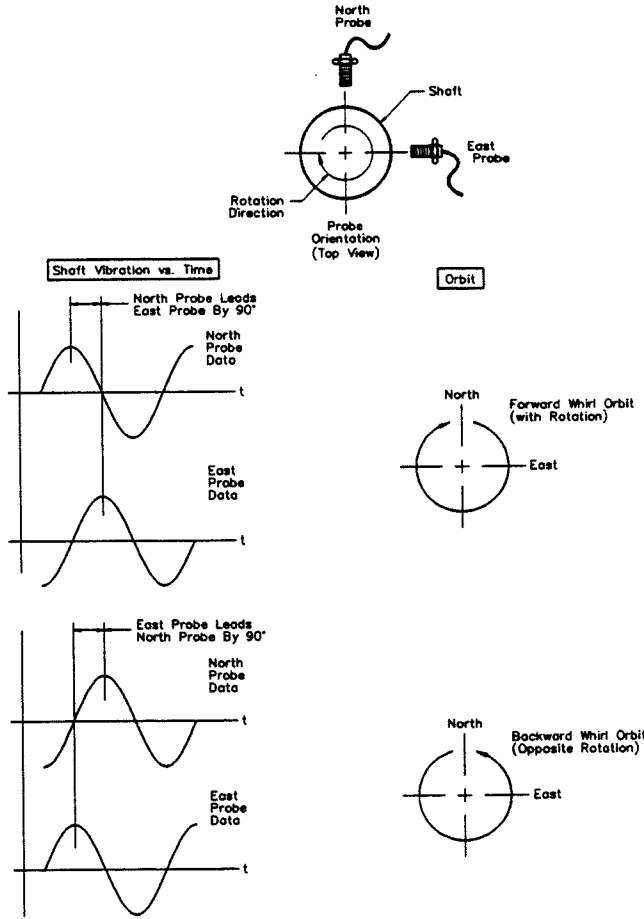 North
Probe
Shaft
East
Probe
Rotation
Direction
Probe
Orientation
(Top View)
Shaft Vibration vs. Time
Orbit
North Probe Leads
East Probe By 90°
North
Probe
Data
t
East
Probe
Data
t
North
Forward Whirl Orbit
(with Rotation)
East
East Probe Leads
North Probe By 90°
North
Probe
Data
t
East
Probe
Data
t
North
Backward Whirl Orbit
(Opposite Rotation)
East